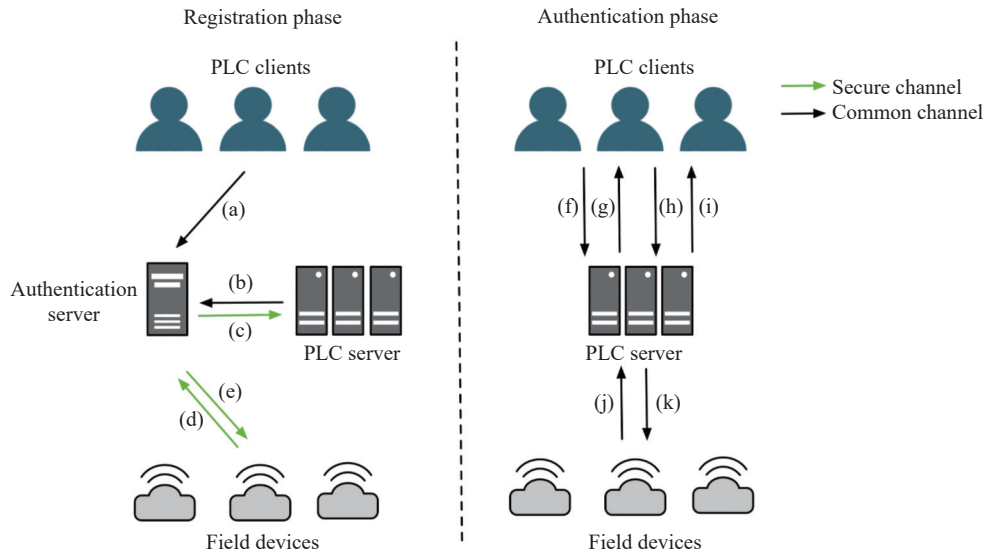 Registration phase
PLC clients
(a)
Authentication
server
(b)
(c)
PLC server
(e)
(d)
Field devices
Authentication phase
PLC clients
Secure channel
Common channel
(f)
(g)
(h)
(i)
PLC server
(j)
(k)
Field devices